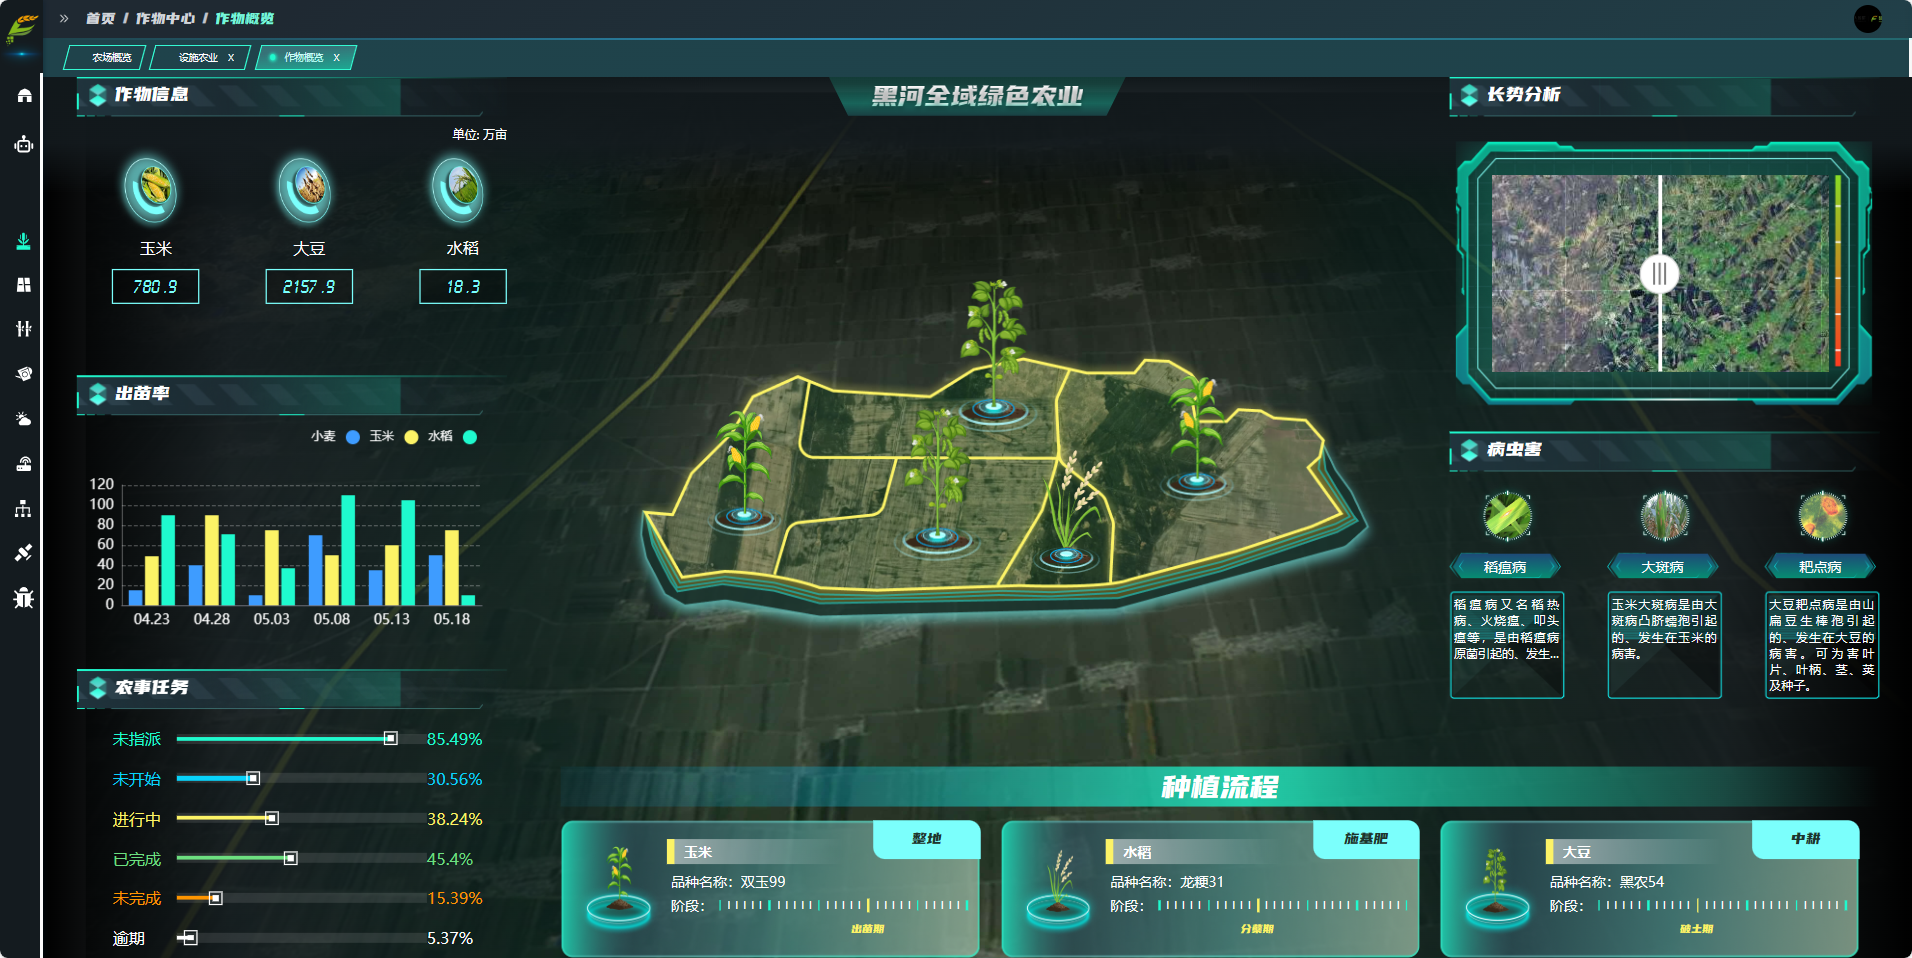 » 首页 / 作物中心 / 作物概览
农场概览 设施农业 X 作物概览 X
作物信息
单位: 万亩
玉米 大豆 水稻
780.9 2157.9 18.3
出苗率
小麦 玉米 水稻
120
100
80
60
40
20
0
04.23 04.28 05.03 05.08 05.13 05.18
农事任务
未指派 85.49%
未开始 30.56%
进行中 38.24%
已完成 45.4%
未完成 15.39%
逾期 5.37%
黑河全域绿色农业
种植流程
玉米 整地
品种名称: 双玉99
阶段:
出苗期
水稻 施基肥
品种名称: 龙粳31
阶段:
分蘖期
大豆 中耕
品种名称: 黑农54
阶段:
破土期
长势分析
病虫害
稻瘟病 大斑病 靶点病
稻瘟病又名稻热
病、火烧瘟、叩头
瘟等，是由稻瘟病
原菌引起的、发生...
玉米大斑病是由大
斑病凸脐蠕孢引起
的、发生在玉米的
病害。
大豆靶点病是由山
扁豆生棒孢引起
的、发生在大豆的
病害。可为害叶
片、叶柄、茎、荚
及种子。